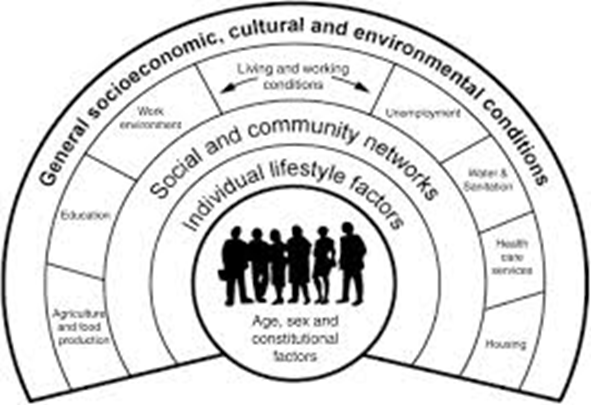 General socioeconomic, cultural and environmental conditions
Living and working
conditions
Work
environment
Unemployment
Social and community networks
Individual lifestyle factors
Education
Water &
Sanitation
Agriculture
and food
production
Health
care
services
Housing
Age, sex and
constitutional
factors